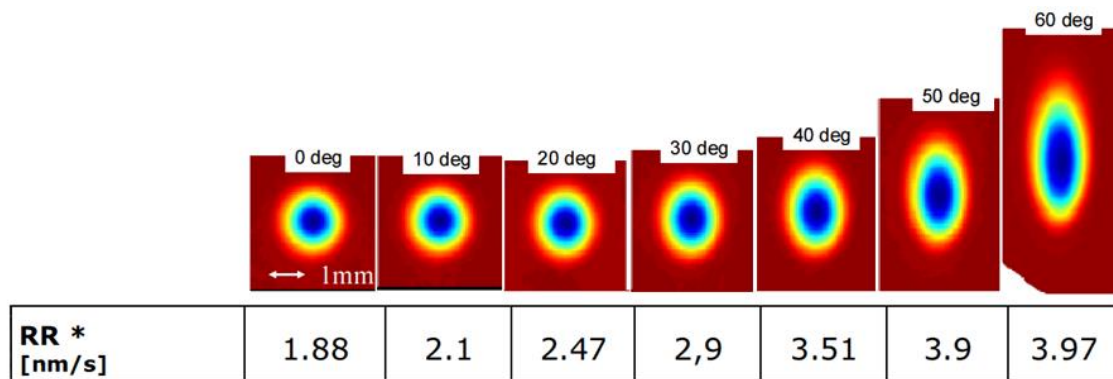 60 deg
50 deg
40 deg
30 deg
0 deg 10 deg 20 deg
1mm
RR * 1.88 2.1 2.47 2,9 3.51 3.9 3.97
[nm/s]